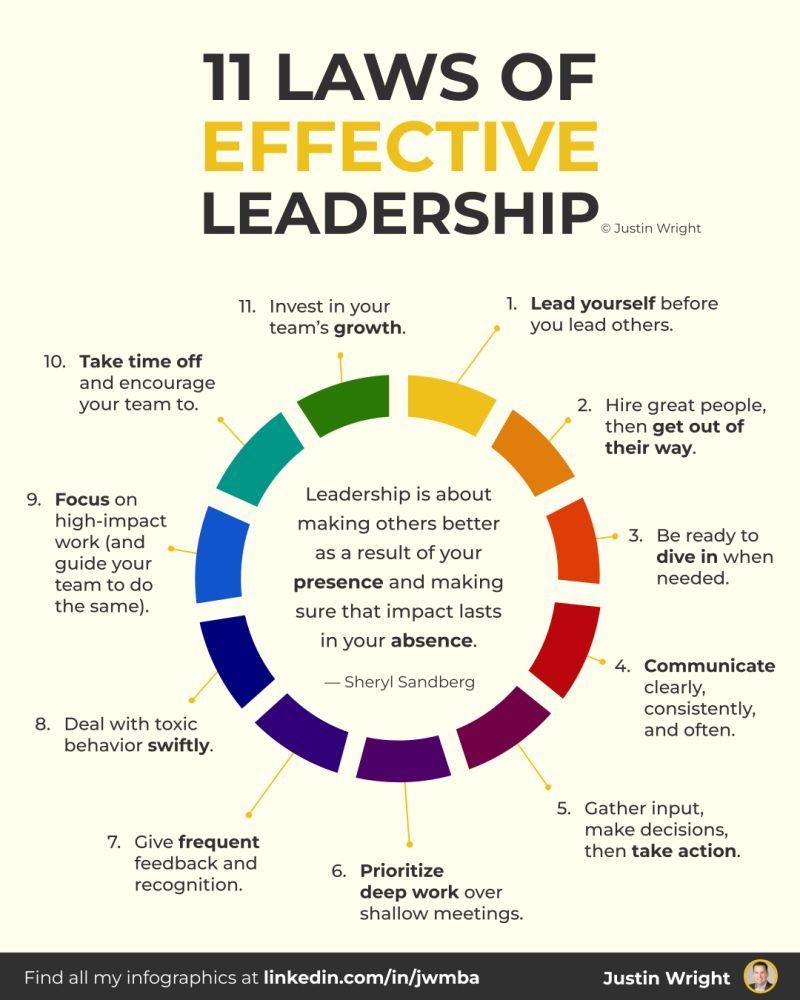 11 LAWS OF
EFFECTIVE
LEADERSHIP
© Justin Wright
1. Lead yourself before
you lead others.
2. Hire great people,
then get out of
their way.
3. Be ready to
dive in when
needed.
4. Communicate
clearly,
consistently,
and often.
5. Gather input,
make decisions,
then take action.
6. Prioritize
deep work over
shallow meetings.
7. Give frequent
feedback and
recognition.
8. Deal with toxic
behavior swiftly.
9. Focus on
high-impact
work (and
guide your
team to do
the same).
10. Take time off
and encourage
your team to.
11. Invest in your
team’s growth.
Leadership is about
making others better
as a result of your
presence and making
sure that impact lasts
in your absence.
— Sheryl Sandberg
Find all my infographics at linkedin.com/in/jwmba
Justin Wright